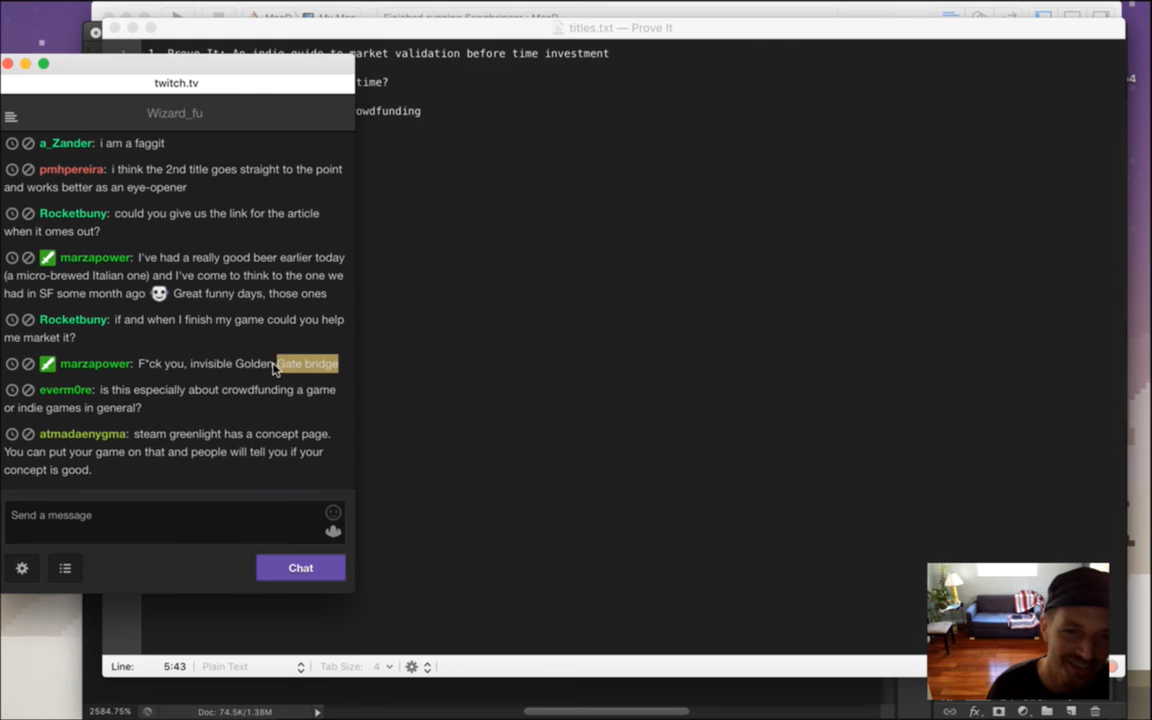 titles.txt — Prove It
1. Prove It: An indie guide to market validation before time investment
time?
owdfunding
twitch.tv
Wizard_fu
a_Zander: i am a faggit
pmhpereira: i think the 2nd title goes straight to the point
and works better as an eye-opener
Rocketbuny: could you give us the link for the article
when it omes out?
marzapower: I've had a really good beer earlier today
(a micro-brewed Italian one) and I've come to think to the one we
had in SF some month ago Great funny days, those ones
Rocketbuny: if and when I finish my game could you help
me market it?
marzapower: F*ck you, invisible Golden Gate bridge
everm0re: is this especially about crowdfunding a game
or indie games in general?
atmadaenygma: steam greenlight has a concept page.
You can put your game on that and people will tell you if your
concept is good.
Send a message
Chat
Line: 5:43 Plain Text Tab Size: 4
2584.75% Doc: 74.5K/1.38M